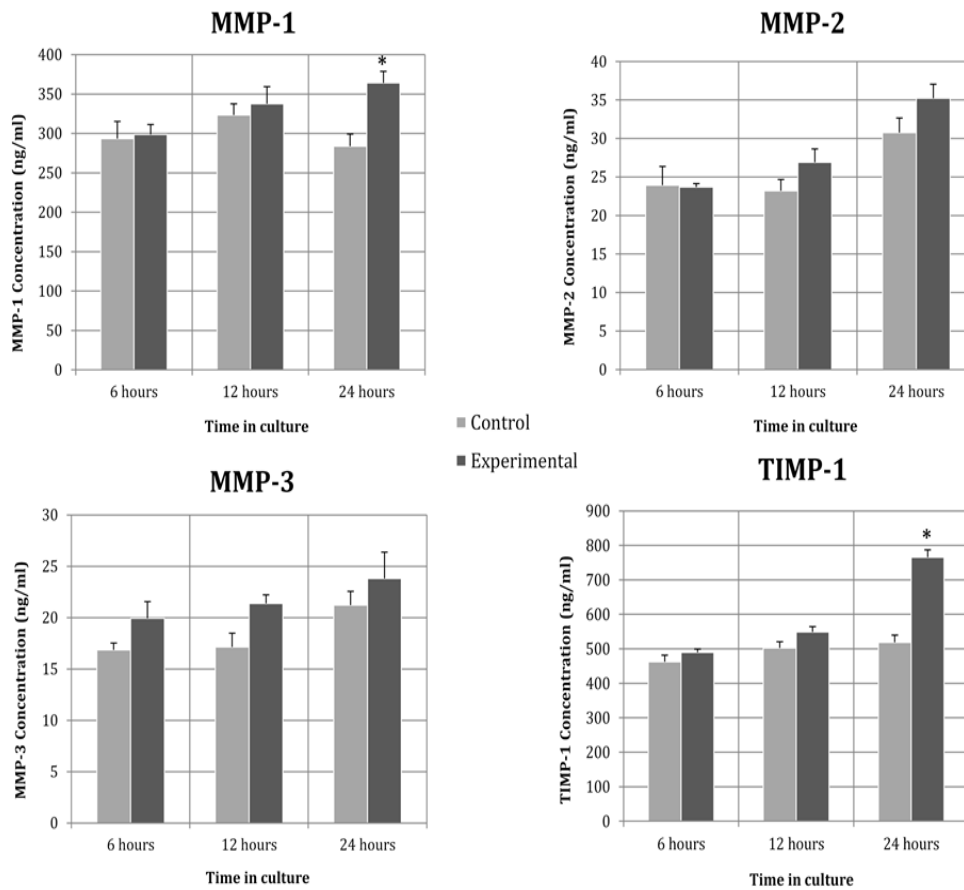 MMP-1
MMP-1 Concentration (ng/ml)
400
350
300
250
200
150
100
50
0
*
6 hours
12 hours
24 hours
Time in culture
MMP-2
MMP-2 Concentration (ng/ml)
40
35
30
25
20
15
10
5
0
6 hours
12 hours
24 hours
Time in culture
Control
Experimental
MMP-3
MMP-3 Concentration (ng/ml)
30
25
20
15
10
5
0
6 hours
12 hours
24 hours
Time in culture
TIMP-1
TIMP-1 Concentration (ng/ml)
900
800
700
600
500
400
300
200
100
0
*
6 hours
12 hours
24 hours
Time in culture